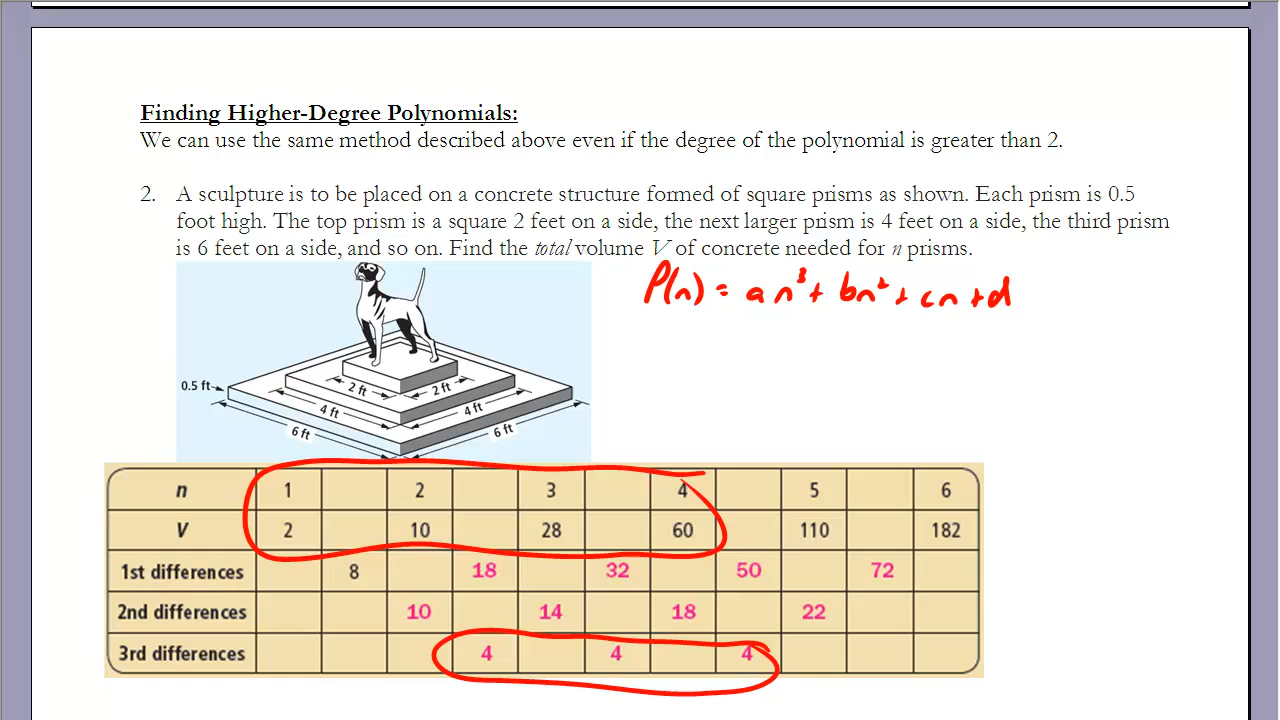 Finding Higher-Degree Polynomials:
We can use the same method described above even if the degree of the polynomial is greater than 2.
2. A sculpture is to be placed on a concrete structure formed of square prisms as shown. Each prism is 0.5
foot high. The top prism is a square 2 feet on a side, the next larger prism is 4 feet on a side, the third prism
is 6 feet on a side, and so on. Find the total volume V of concrete needed for n prisms.
P(n) = an³ + bn² + cn + d
0.5 ft
2 ft 2 ft
4 ft 4 ft
6 ft 6 ft
n 1 2 3 4 5 6
V 2 10 28 60 110 182
1st differences 8 18 32 50 72
2nd differences 10 14 18 22
3rd differences 4 4 4